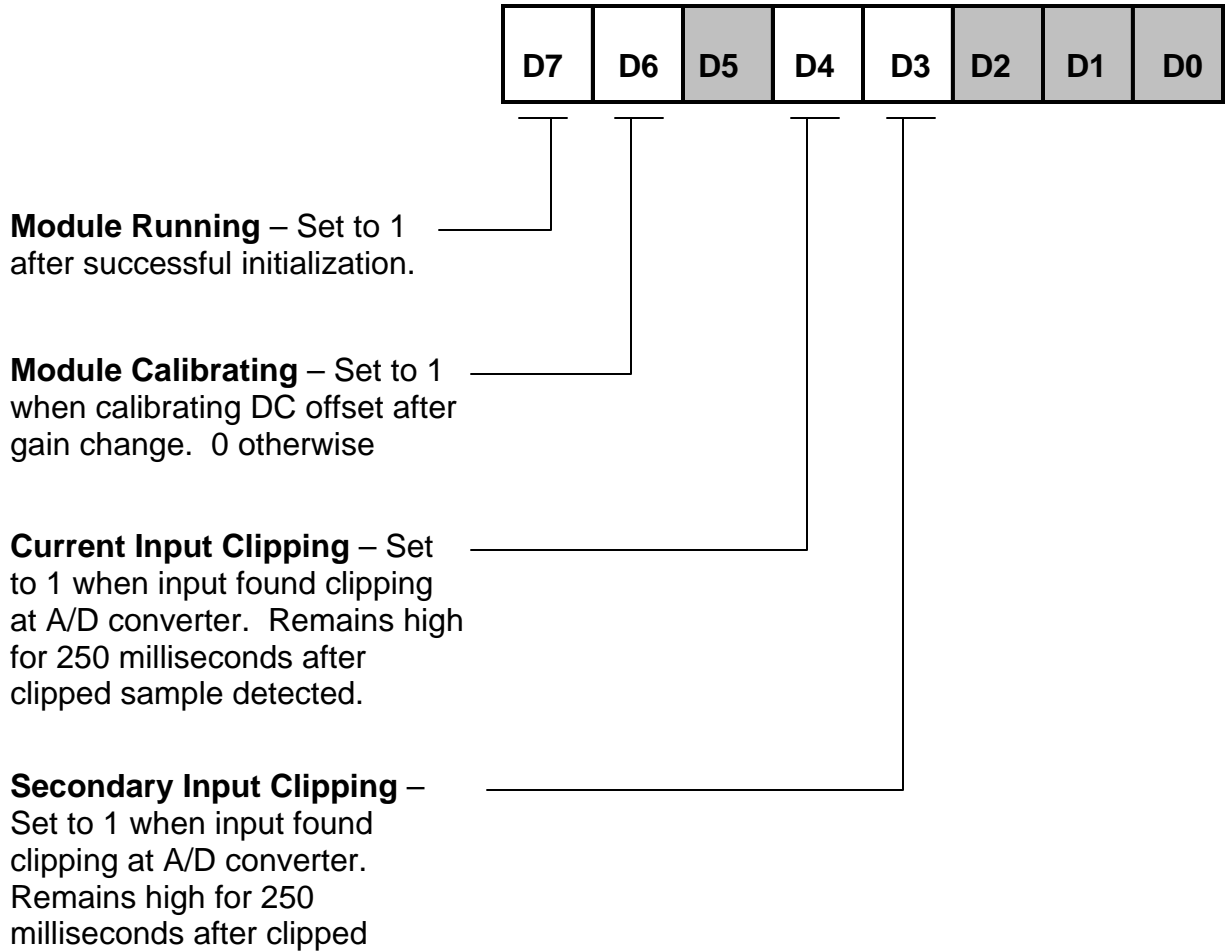 D7 D6 D5 D4 D3 D2 D1 D0
Module Running – Set to 1
after successful initialization.
Module Calibrating – Set to 1
when calibrating DC offset after
gain change.  0 otherwise
Current Input Clipping – Set
to 1 when input found clipping
at A/D converter.  Remains high
for 250 milliseconds after
clipped sample detected.
Secondary Input Clipping –
Set to 1 when input found
clipping at A/D converter.
Remains high for 250
milliseconds after clipped